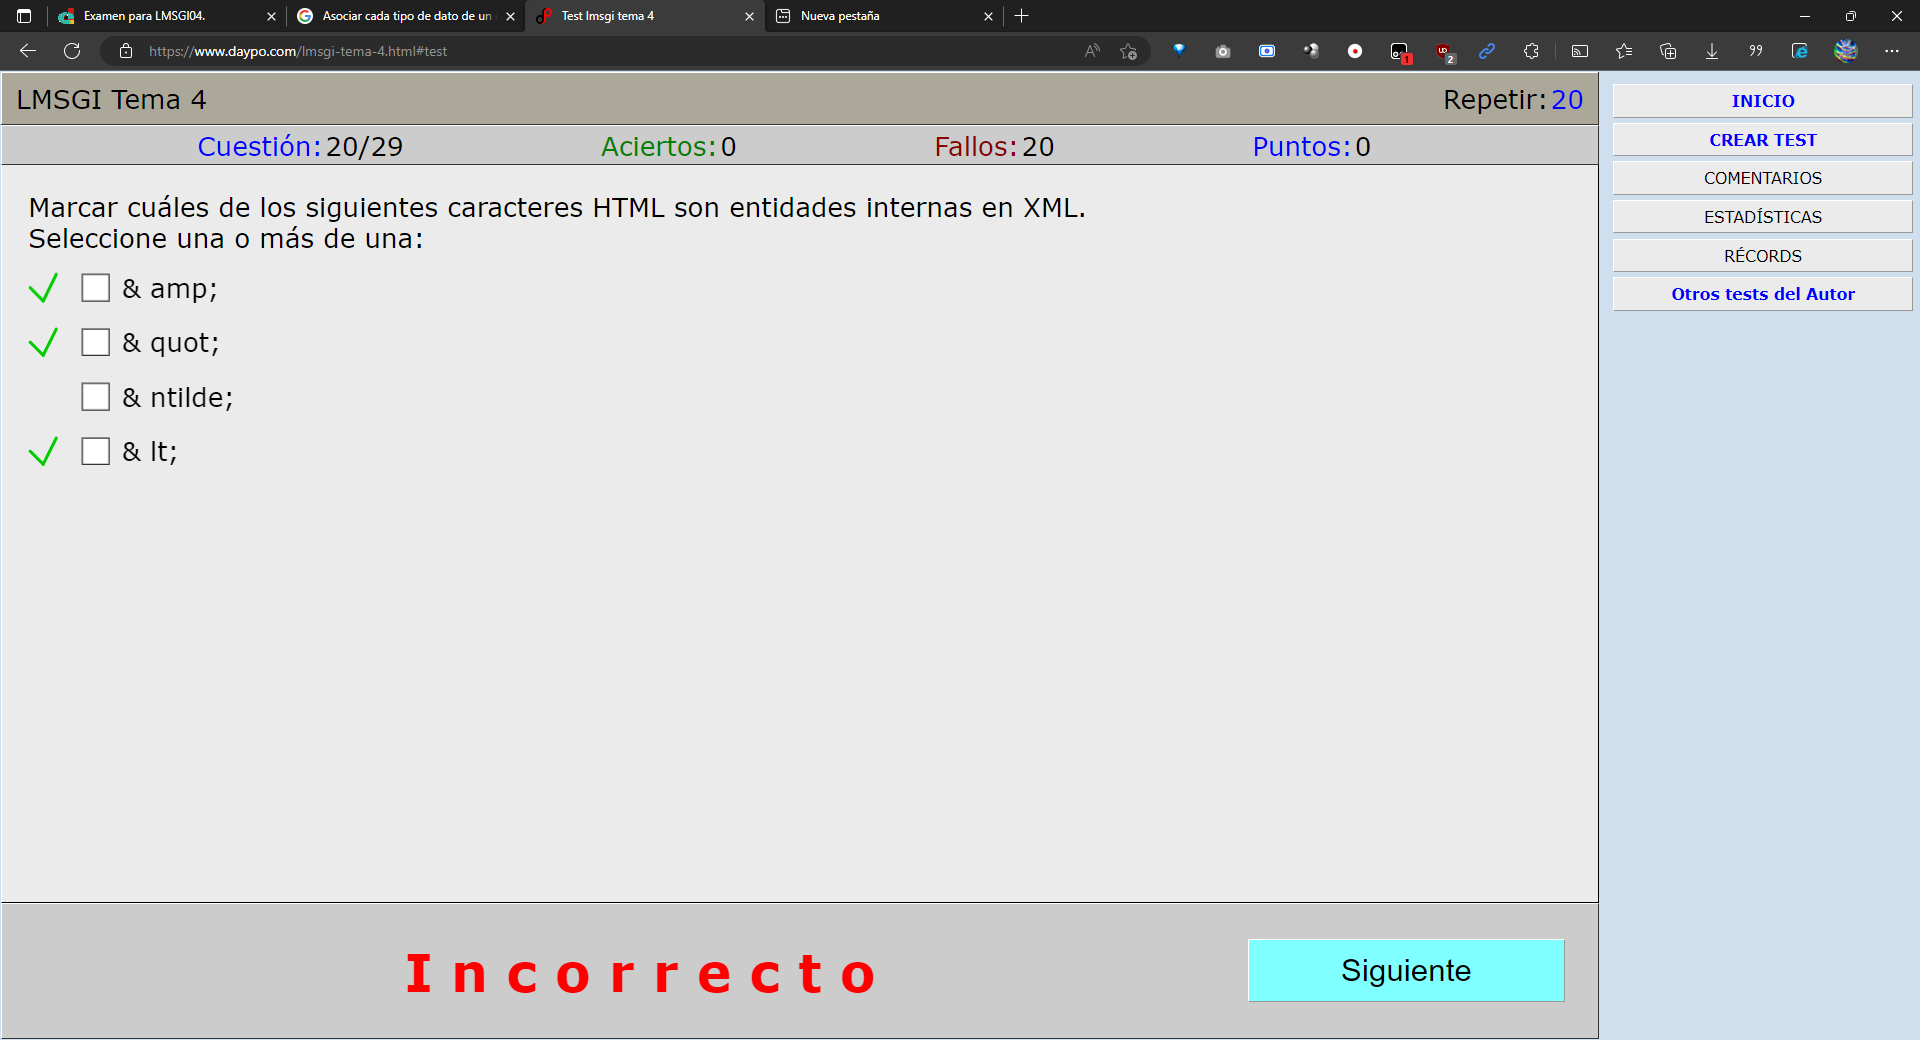 Examen para LMSGI04.
Asociar cada tipo de dato de un
Test lmsgi tema 4
Nueva pestaña
https://www.daypo.com/lmsgi-tema-4.html#test
1
2
LMSGI Tema 4
Repetir: 20
Cuestión: 20/29
Aciertos: 0
Fallos: 20
Puntos: 0
Marcar cuáles de los siguientes caracteres HTML son entidades internas en XML.
Seleccione una o más de una:
& amp;
& quot;
& ntilde;
& lt;
Incorrecto
Siguiente
INICIO
CREAR TEST
COMENTARIOS
ESTADÍSTICAS
RÉCORDS
Otros tests del Autor